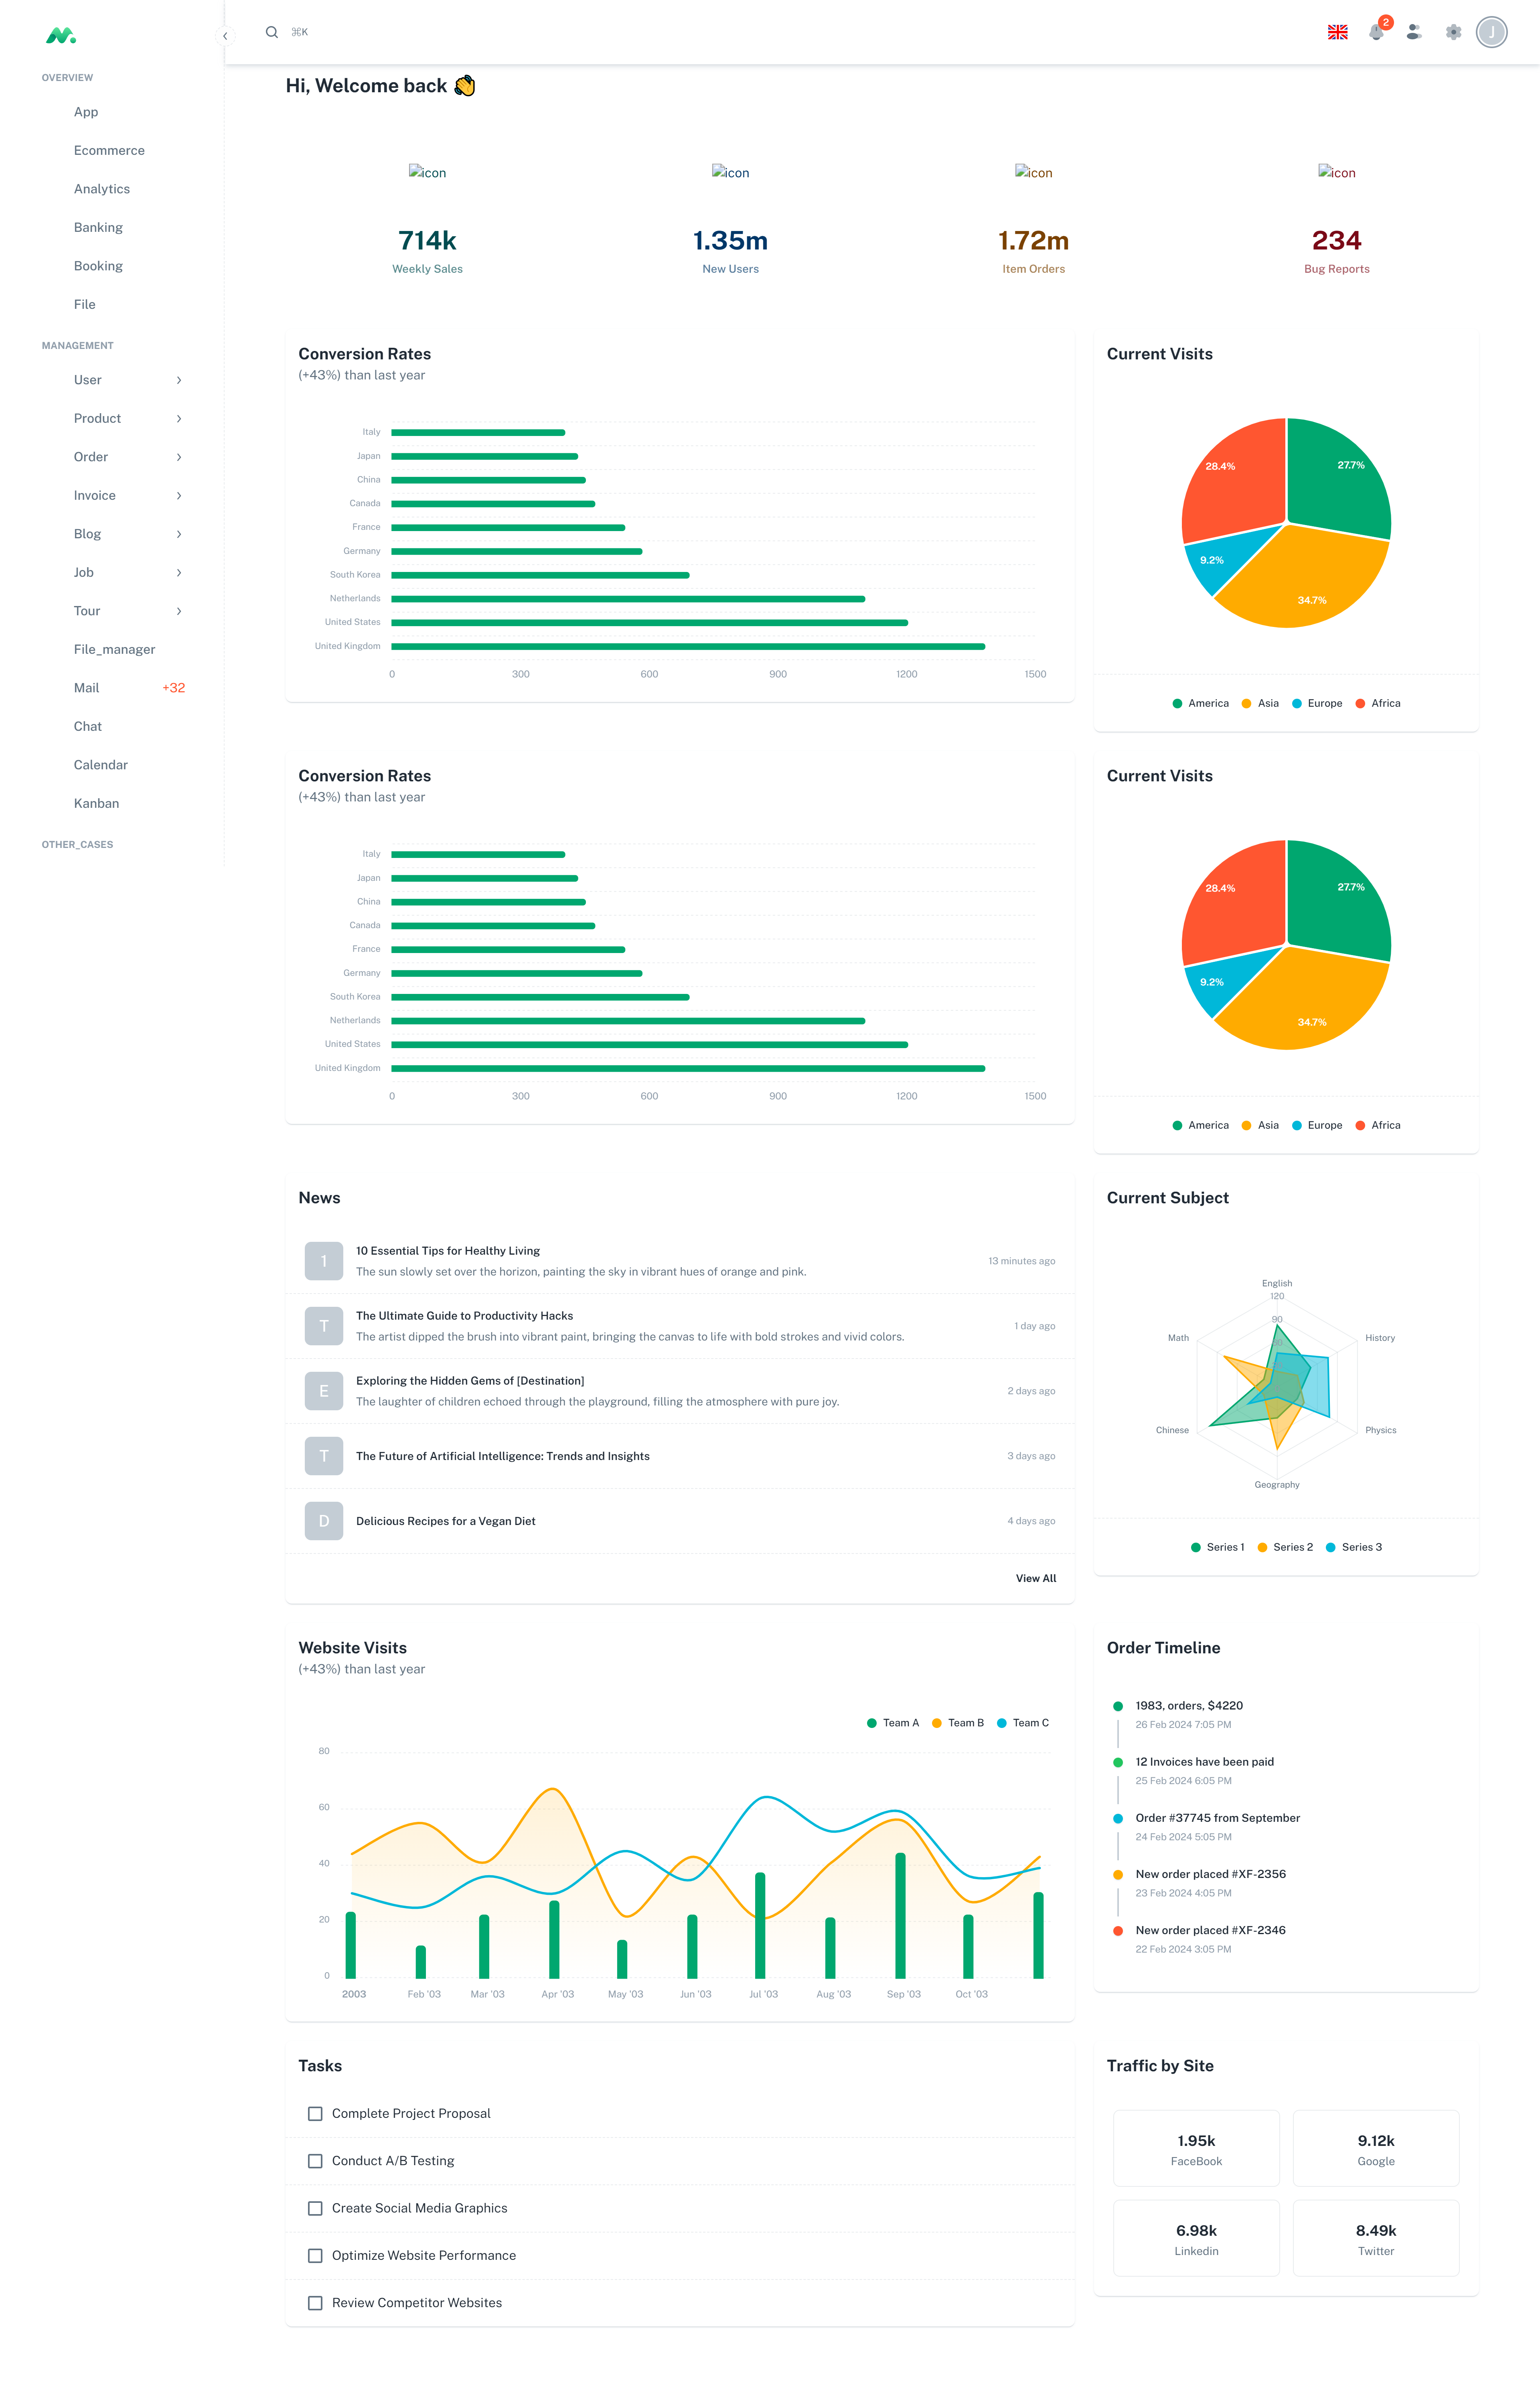 ⌘K
2
J
OVERVIEW
App
Ecommerce
Analytics
Banking
Booking
File
MANAGEMENT
User
Product
Order
Invoice
Blog
Job
Tour
File_manager
Mail +32
Chat
Calendar
Kanban
OTHER_CASES
Hi, Welcome back 👋
icon
714k
Weekly Sales
icon
1.35m
New Users
icon
1.72m
Item Orders
icon
234
Bug Reports
Conversion Rates
(+43%) than last year
Italy
Japan
China
Canada
France
Germany
South Korea
Netherlands
United States
United Kingdom
0 300 600 900 1200 1500
Current Visits
28.4% 27.7%
9.2%
34.7%
America Asia Europe Africa
Conversion Rates
(+43%) than last year
Italy
Japan
China
Canada
France
Germany
South Korea
Netherlands
United States
United Kingdom
0 300 600 900 1200 1500
Current Visits
28.4% 27.7%
9.2%
34.7%
America Asia Europe Africa
News
1
10 Essential Tips for Healthy Living
The sun slowly set over the horizon, painting the sky in vibrant hues of orange and pink.
13 minutes ago
T
The Ultimate Guide to Productivity Hacks
The artist dipped the brush into vibrant paint, bringing the canvas to life with bold strokes and vivid colors.
1 day ago
E
Exploring the Hidden Gems of [Destination]
The laughter of children echoed through the playground, filling the atmosphere with pure joy.
2 days ago
T
The Future of Artificial Intelligence: Trends and Insights
3 days ago
D
Delicious Recipes for a Vegan Diet
4 days ago
View All
Current Subject
English
120
90
Math History
Chinese Physics
Geography
Series 1 Series 2 Series 3
Website Visits
(+43%) than last year
Team A Team B Team C
80
60
40
20
0
2003 Feb '03 Mar '03 Apr '03 May '03 Jun '03 Jul '03 Aug '03 Sep '03 Oct '03
Order Timeline
1983, orders, $4220
26 Feb 2024 7:05 PM
12 Invoices have been paid
25 Feb 2024 6:05 PM
Order #37745 from September
24 Feb 2024 5:05 PM
New order placed #XF-2356
23 Feb 2024 4:05 PM
New order placed #XF-2346
22 Feb 2024 3:05 PM
Tasks
Complete Project Proposal
Conduct A/B Testing
Create Social Media Graphics
Optimize Website Performance
Review Competitor Websites
Traffic by Site
1.95k
FaceBook
9.12k
Google
6.98k
Linkedin
8.49k
Twitter